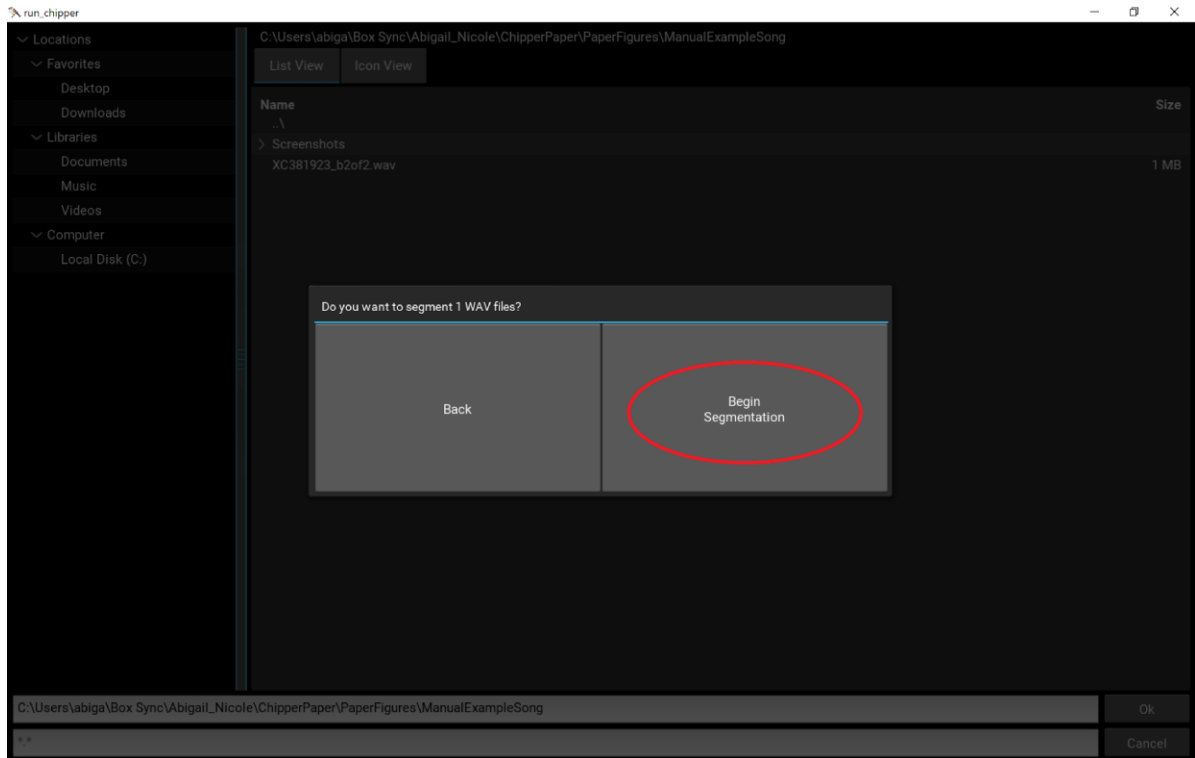 run_chipper
Locations
Favorites
Desktop
Downloads
Libraries
Documents
Music
Videos
Computer
Local Disk (C:)
C:\Users\abiga\Box Sync\Abigail_Nicole\ChipperPaper\PaperFigures\ManualExampleSong
List View Icon View
Name Size
..\
Screenshots
XC381923_b2of2.wav 1 MB
Do you want to segment 1 WAV files?
Back
Begin
Segmentation
C:\Users\abiga\Box Sync\Abigail_Nicole\ChipperPaper\PaperFigures\ManualExampleSong
Ok
*.*
Cancel